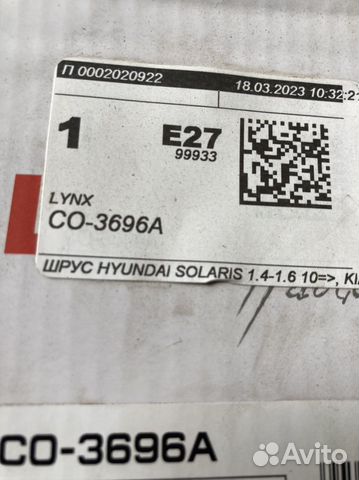 П 0002020922
18.03.2023 10:32:21
1
E27
99933
LYNX
CO-3696A
ШРУС HYUNDAI SOLARIS 1.4-1.6 10=>, KI
CO-3696A
Avito